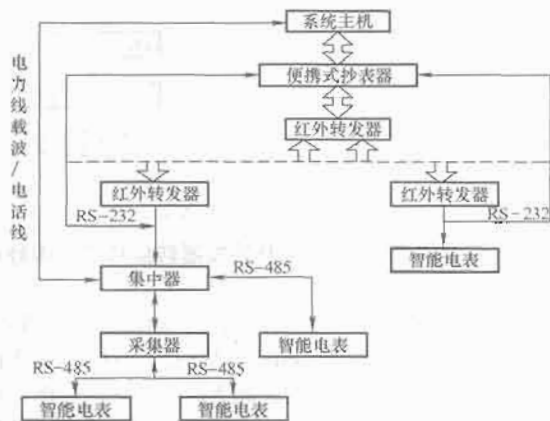 系统主机
电力线载波/电话线
便携式抄表器
红外转发器
红外转发器
红外转发器
RS-232
RS-232
智能电表
集中器
RS-485
采集器
智能电表
RS-485
RS-485
智能电表
智能电表